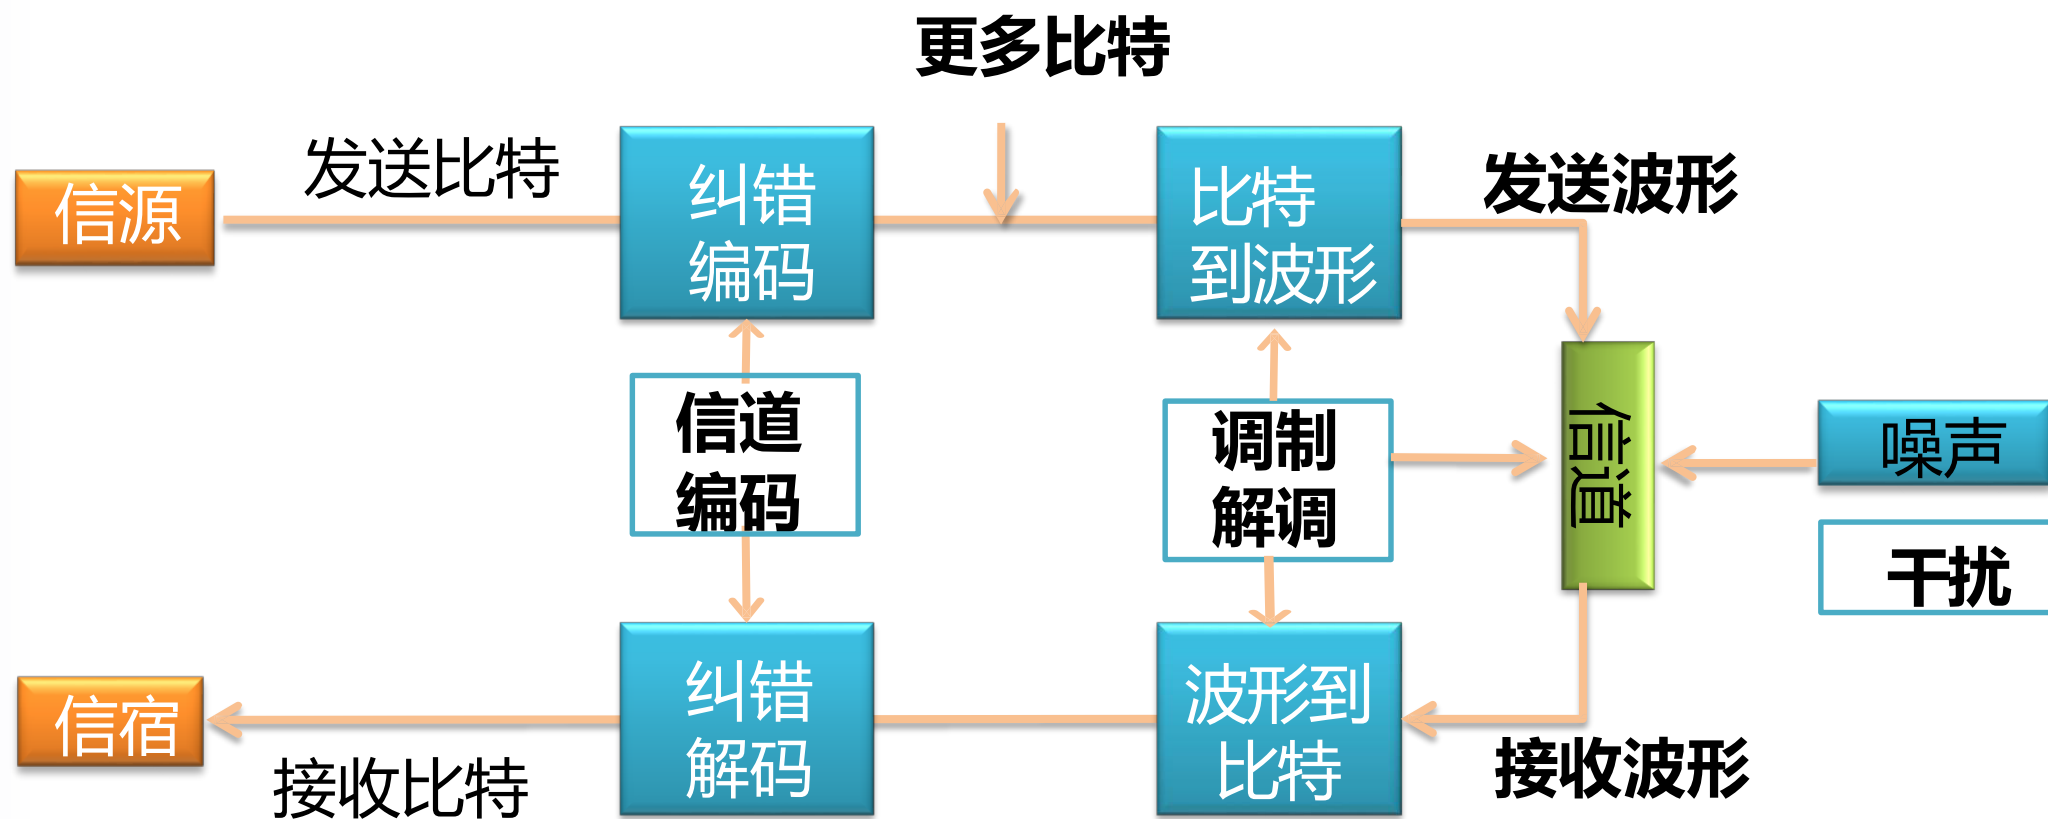 更多比特
发送比特
信源
纠错
编码
比特
到波形
发送波形
信道
编码
调制
解调
信道
噪声
干扰
信宿
接收比特
纠错
解码
波形到
比特
接收波形